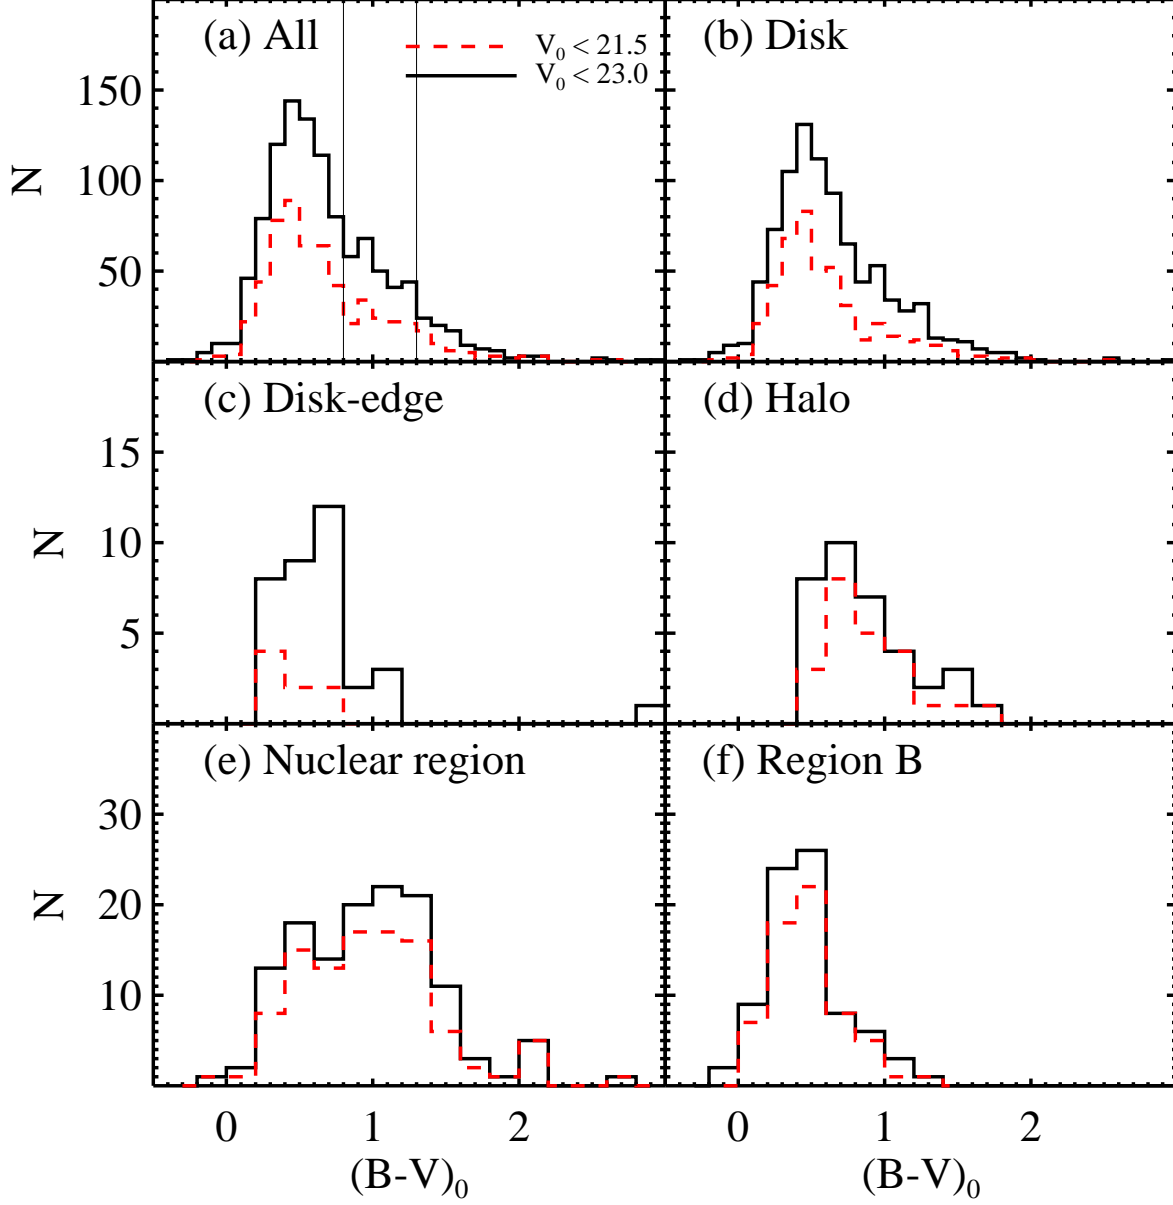 (a) All
V₀ < 21.5
V₀ < 23.0
(b) Disk
150
100
50
N
(c) Disk-edge
(d) Halo
15
10
5
N
(e) Nuclear region
(f) Region B
30
20
10
N
0 1 2 0 1 2
(B-V)₀ (B-V)₀